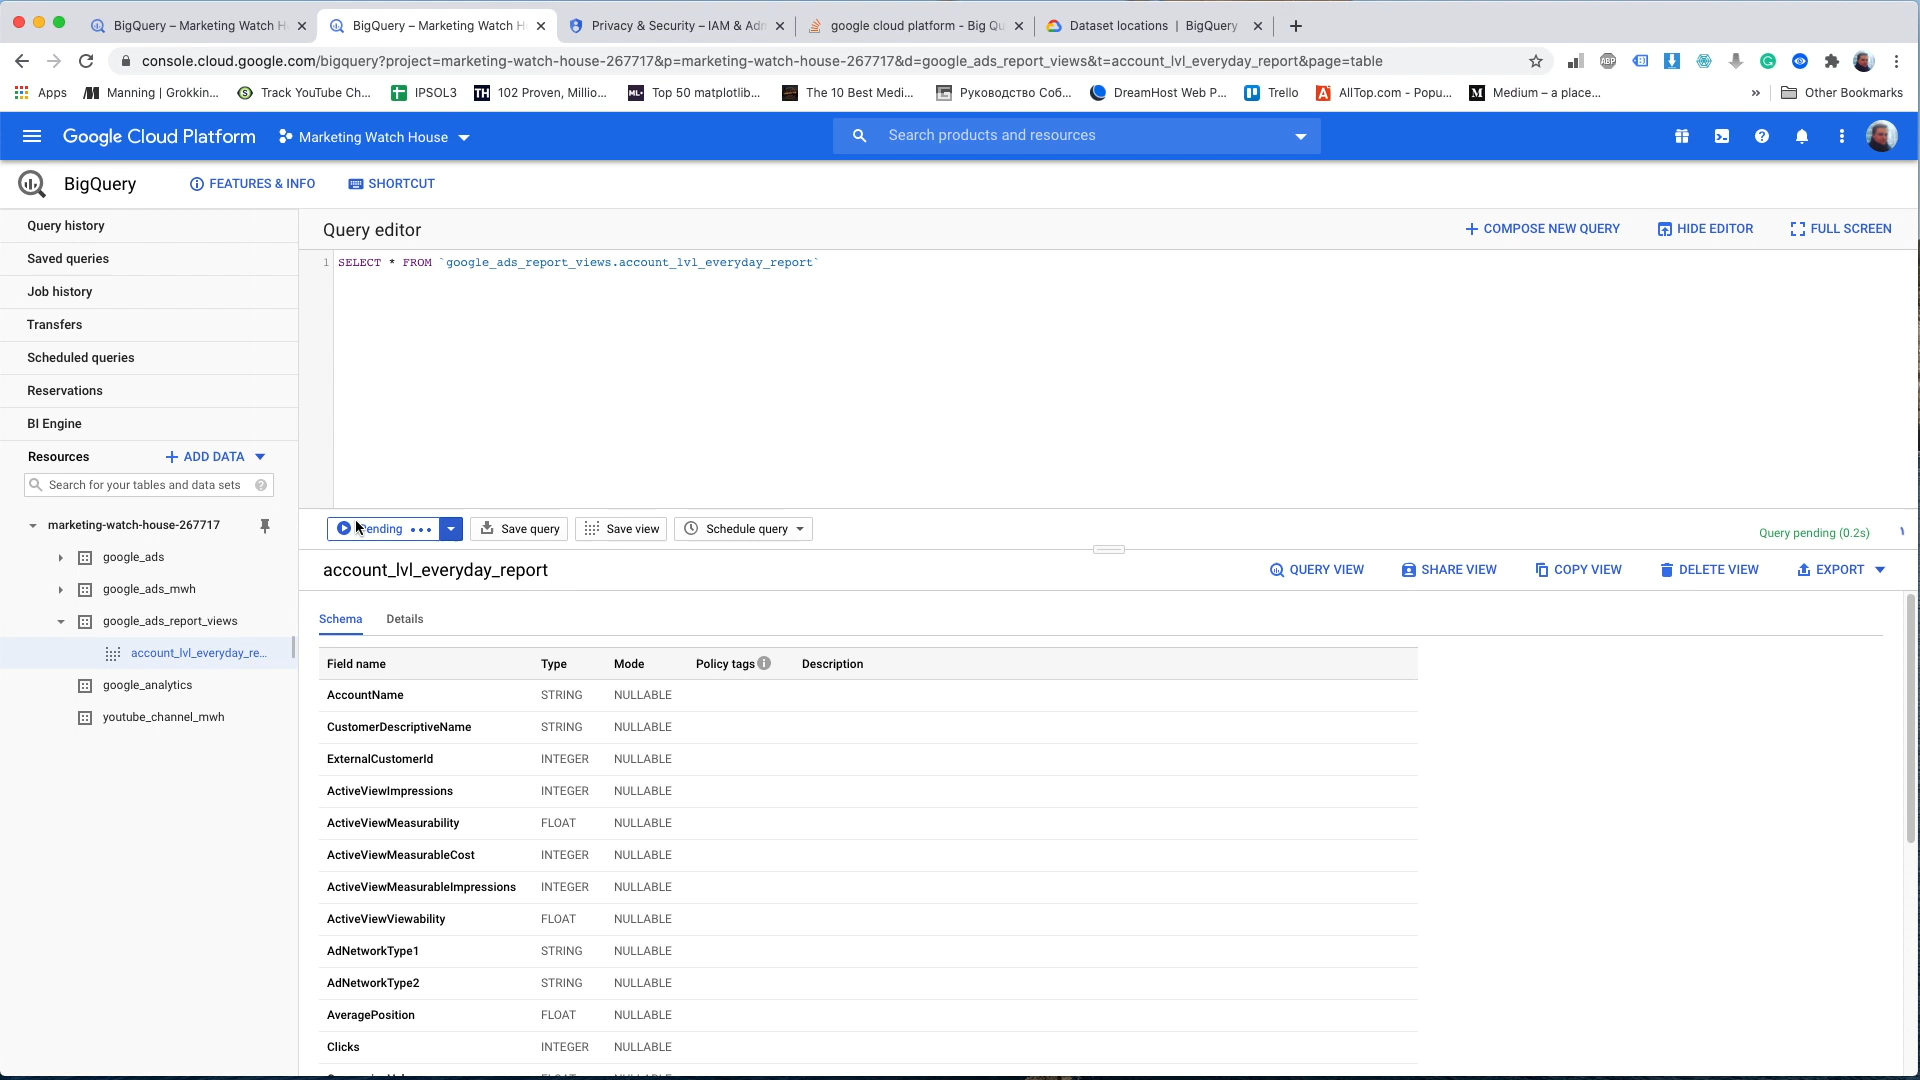 BigQuery – Marketing Watch H
BigQuery – Marketing Watch H
Privacy & Security – IAM & Adm
google cloud platform - Big Qu
Dataset locations | BigQuery
console.cloud.google.com/bigquery?project=marketing-watch-house-267717&p=marketing-watch-house-267717&d=google_ads_report_views&t=account_lvl_everyday_report&page=table
ABP
Apps
Manning | Grokkin...
Track YouTube Ch...
IPSOL3
TH 102 Proven, Millio...
ML• Top 50 matplotlib...
The 10 Best Medi...
Руководство Соб...
DreamHost Web P...
Trello
AllTop.com - Popu...
M Medium – a place...
»
Other Bookmarks
Google Cloud Platform
Marketing Watch House
Search products and resources
BigQuery
FEATURES & INFO
SHORTCUT
Query history
Saved queries
Job history
Transfers
Scheduled queries
Reservations
BI Engine
Resources
+ ADD DATA
Search for your tables and data sets
marketing-watch-house-267717
google_ads
google_ads_mwh
google_ads_report_views
account_lvl_everyday_re...
google_analytics
youtube_channel_mwh
Query editor
+ COMPOSE NEW QUERY
HIDE EDITOR
FULL SCREEN
1 SELECT * FROM `google_ads_report_views.account_lvl_everyday_report`
Pending
Save query
Save view
Schedule query
Query pending (0.2s)
account_lvl_everyday_report
QUERY VIEW
SHARE VIEW
COPY VIEW
DELETE VIEW
EXPORT
Schema
Details
Field name Type Mode Policy tags Description
AccountName STRING NULLABLE
CustomerDescriptiveName STRING NULLABLE
ExternalCustomerId INTEGER NULLABLE
ActiveViewImpressions INTEGER NULLABLE
ActiveViewMeasurability FLOAT NULLABLE
ActiveViewMeasurableCost INTEGER NULLABLE
ActiveViewMeasurableImpressions INTEGER NULLABLE
ActiveViewViewability FLOAT NULLABLE
AdNetworkType1 STRING NULLABLE
AdNetworkType2 STRING NULLABLE
AveragePosition FLOAT NULLABLE
Clicks INTEGER NULLABLE